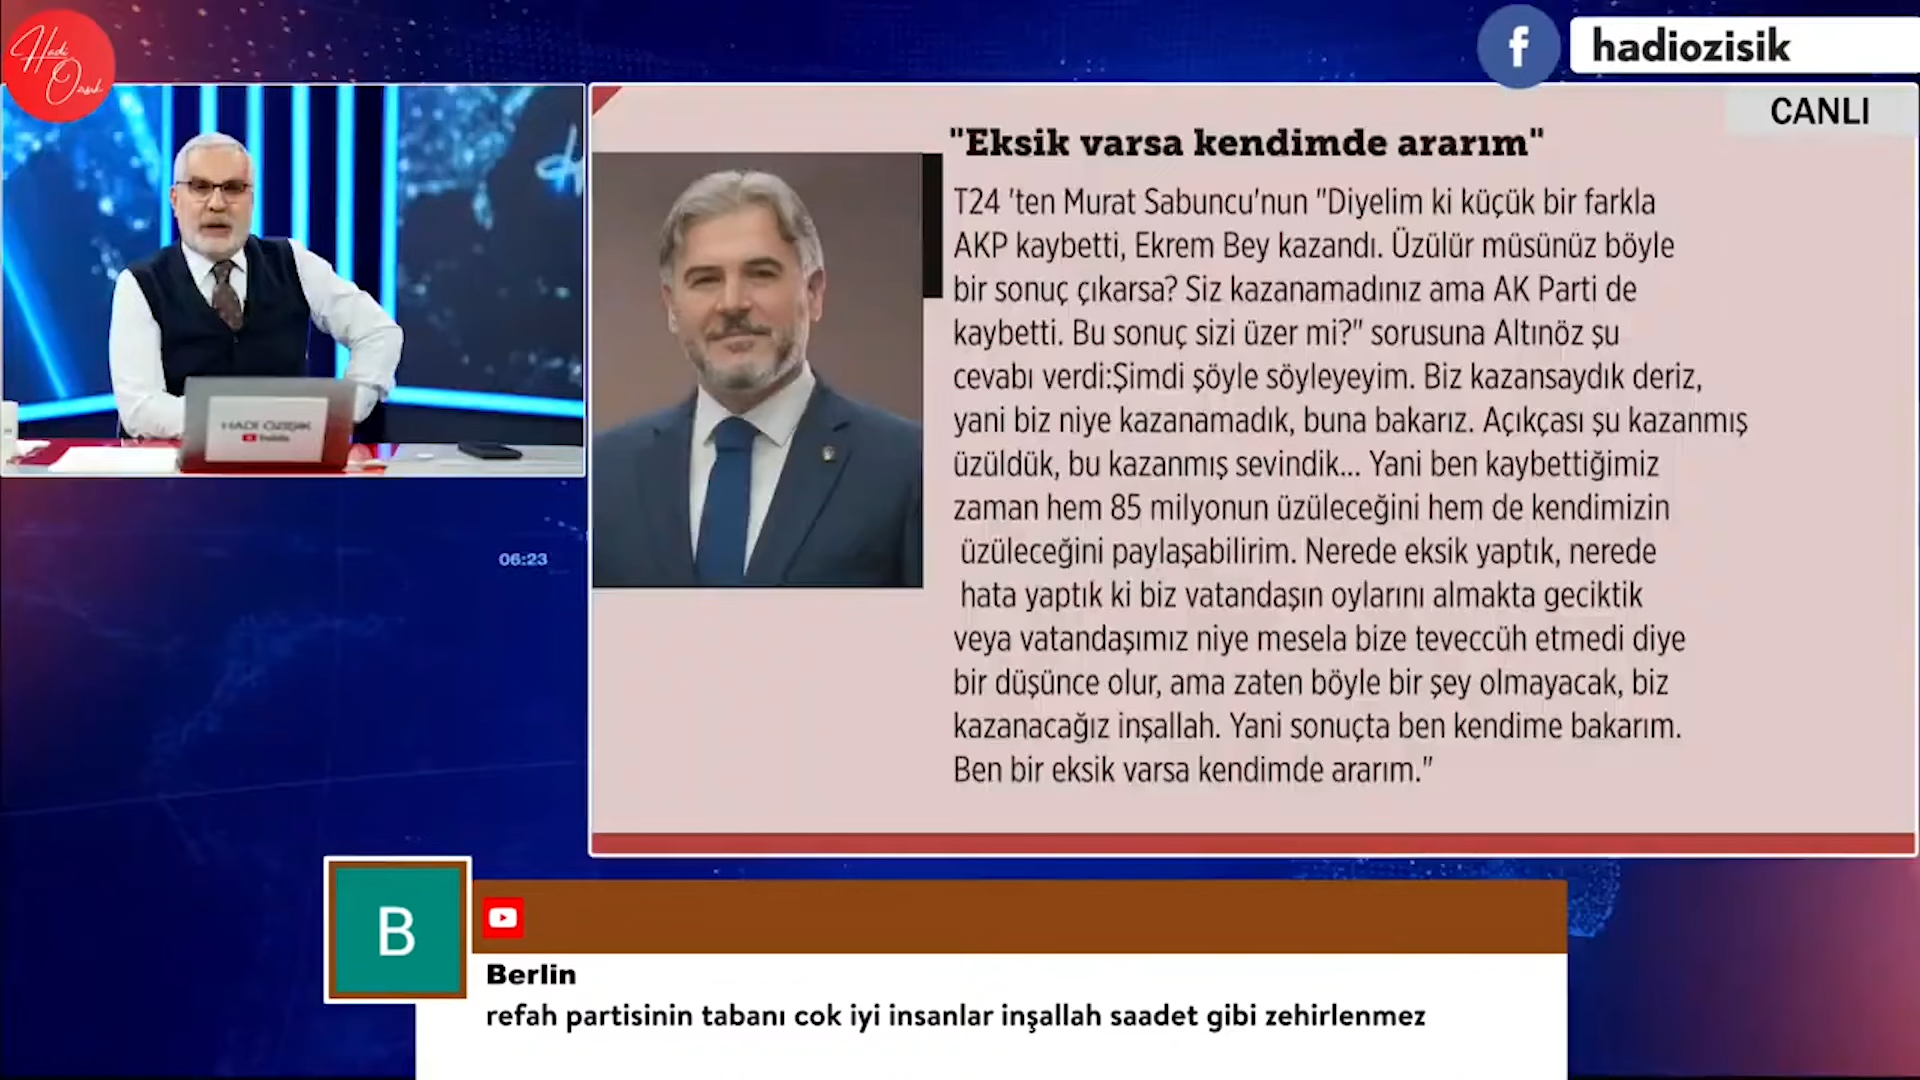 Hadi
Özışık
f
hadiozisik
CANLI
"Eksik varsa kendimde ararım"
T24 'ten Murat Sabuncu'nun "Diyelim ki küçük bir farkla
AKP kaybetti, Ekrem Bey kazandı. Üzülür müsünüz böyle
bir sonuç çıkarsa? Siz kazanamadınız ama AK Parti de
kaybetti. Bu sonuç sizi üzer mi?" sorusuna Altınöz şu
cevabı verdi:Şimdi şöyle söyleyeyim. Biz kazansaydık deriz,
yani biz niye kazanamadık, buna bakarız. Açıkçası şu kazanmış
üzüldük, bu kazanmış sevindik... Yani ben kaybettiğimiz
zaman hem 85 milyonun üzüleceğini hem de kendimizin
üzüleceğini paylaşabilirim. Nerede eksik yaptık, nerede
hata yaptık ki biz vatandaşın oylarını almakta geciktik
veya vatandaşımız niye mesela bize teveccüh etmedi diye
bir düşünce olur, ama zaten böyle bir şey olmayacak, biz
kazanacağız inşallah. Yani sonuçta ben kendime bakarım.
Ben bir eksik varsa kendimde ararım."
HADİ ÖZIŞIK
06:23
B
Berlin
refah partisinin tabanı cok iyi insanlar inşallah saadet gibi zehirlenmez